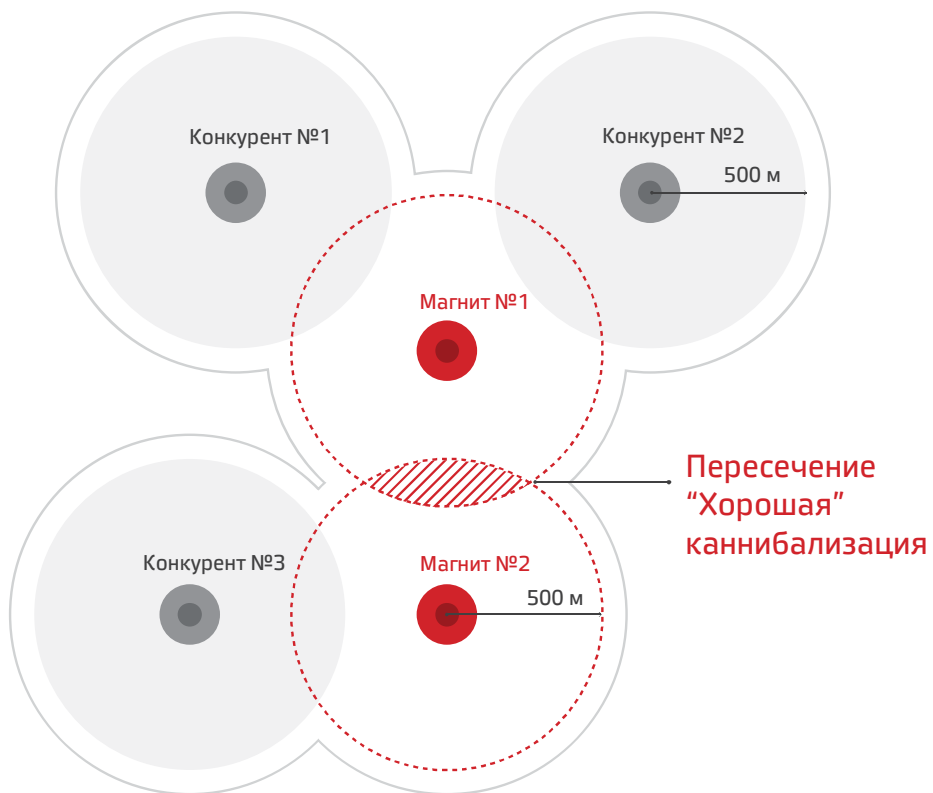 Конкурент №1
Конкурент №2
500 м
Магнит №1
Пересечение
“Хорошая”
каннибализация
Конкурент №3
Магнит №2
500 м